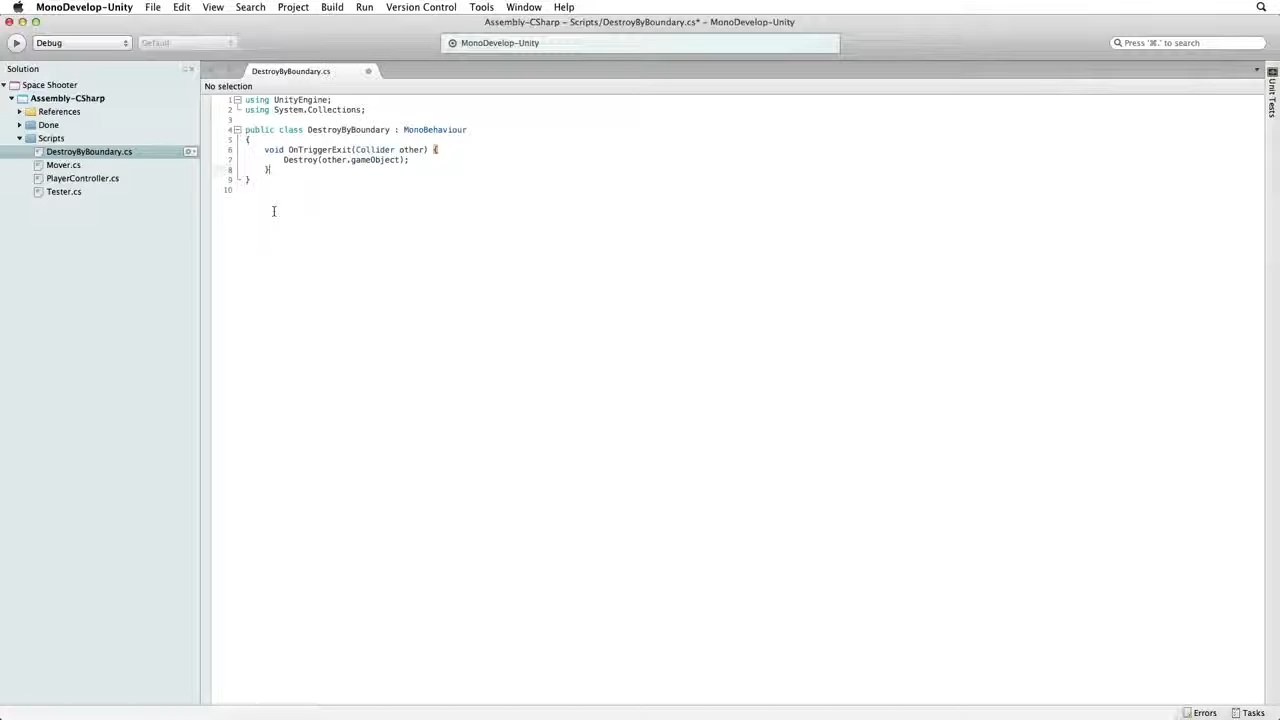 MonoDevelop-Unity File Edit View Search Project Build Run Version Control Tools Window Help
Assembly-CSharp – Scripts/DestroyByBoundary.cs* – MonoDevelop-Unity
Debug Default MonoDevelop-Unity Press '⌘.' to search
Solution
DestroyByBoundary.cs
No selection
Space Shooter
Assembly-CSharp
References
Done
Scripts
DestroyByBoundary.cs
Mover.cs
PlayerController.cs
Tester.cs
1 using UnityEngine;
2 using System.Collections;
3
4 public class DestroyByBoundary : MonoBehaviour
5 {
6 void OnTriggerExit(Collider other) {
7 Destroy(other.gameObject);
8 }
9 }
10
Unit Tests
Errors Tasks